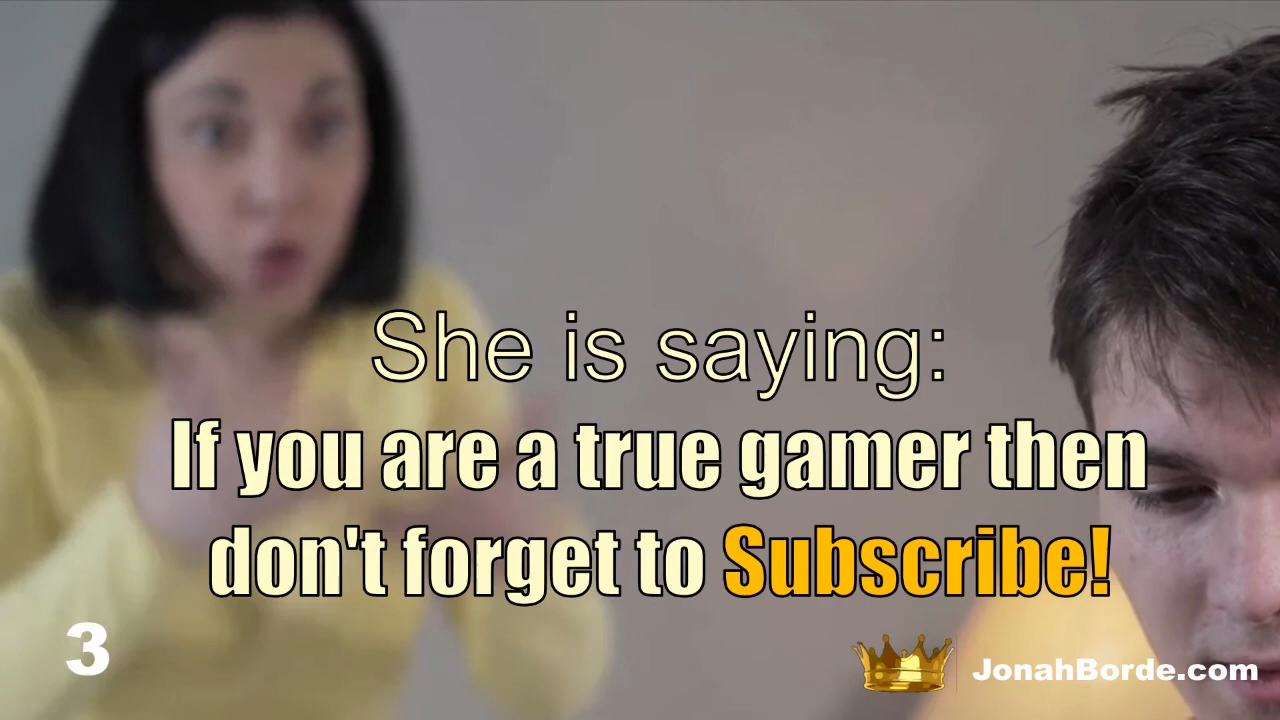 She is saying:
If you are a true gamer then
don't forget to Subscribe!
3
JonahBorde.com